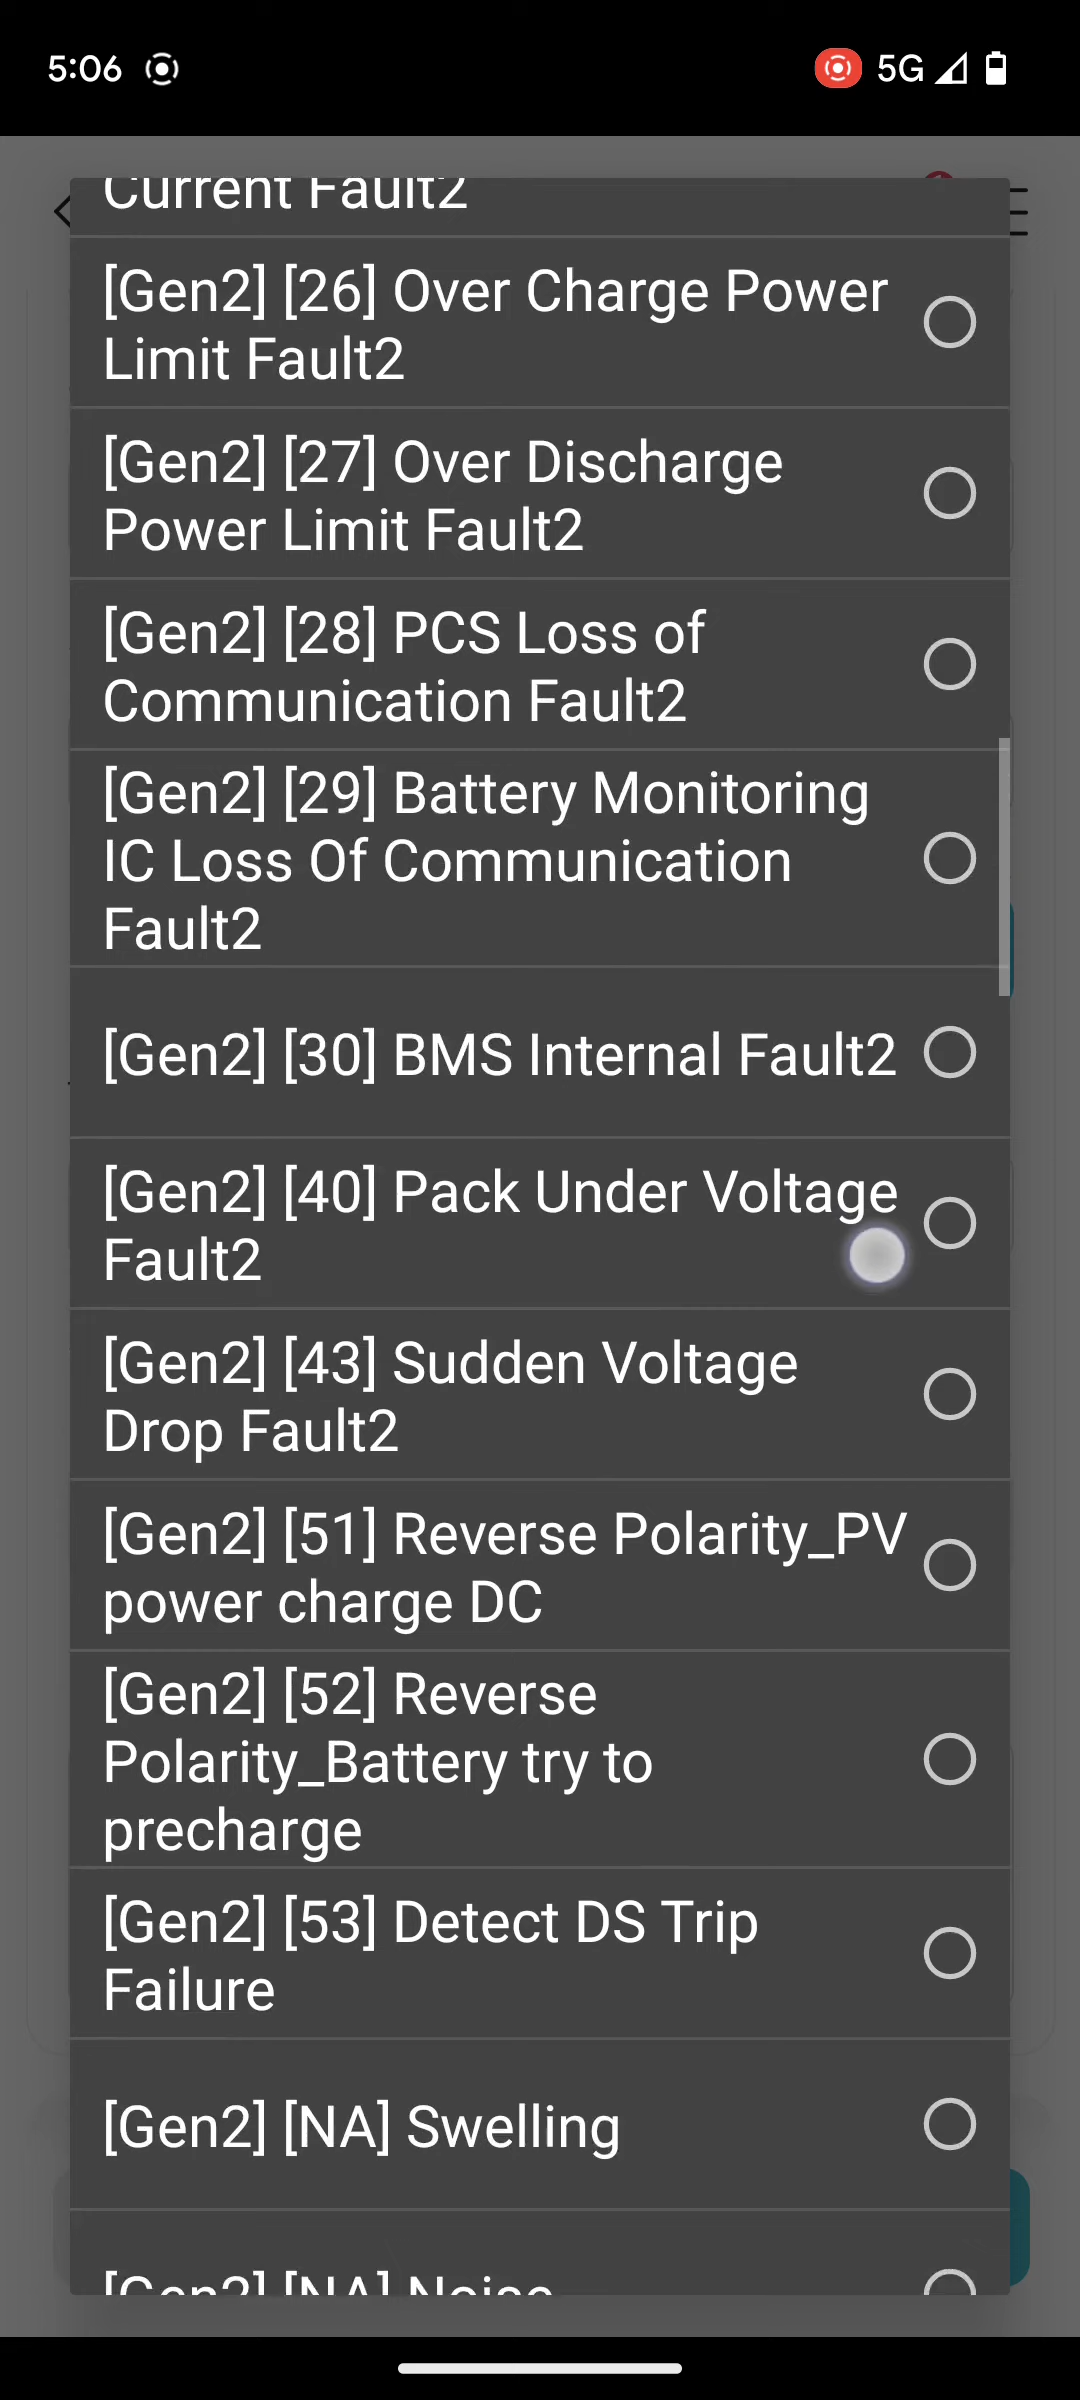 5:06
5G
Current Fault2
[Gen2] [26] Over Charge Power
Limit Fault2
[Gen2] [27] Over Discharge
Power Limit Fault2
[Gen2] [28] PCS Loss of
Communication Fault2
[Gen2] [29] Battery Monitoring
IC Loss Of Communication
Fault2
[Gen2] [30] BMS Internal Fault2
[Gen2] [40] Pack Under Voltage
Fault2
[Gen2] [43] Sudden Voltage
Drop Fault2
[Gen2] [51] Reverse Polarity_PV
power charge DC
[Gen2] [52] Reverse
Polarity_Battery try to
precharge
[Gen2] [53] Detect DS Trip
Failure
[Gen2] [NA] Swelling
[Gen2] [NA] Noise